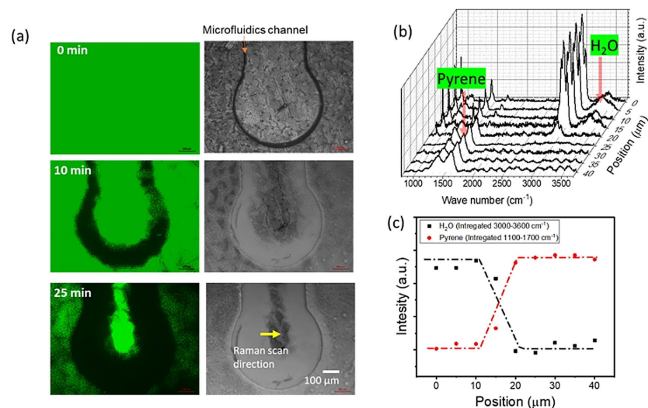 (a)
Microfluidics channel
0 min
10 min
25 min
Raman scan
direction
100 μm
(b)
Pyrene
H2O
Intensity (a.u.)
0
5
10
15
20
25
30
35
40
Position (μm)
1000 1500 2000 2500 3000 3500
Wave number (cm-1)
(c)
H2O (Intregated 3000-3600 cm-1)
Pyrene (Intregated 1100-1700 cm-1)
Intesity (a.u.)
0 10 20 30 40
Position (μm)